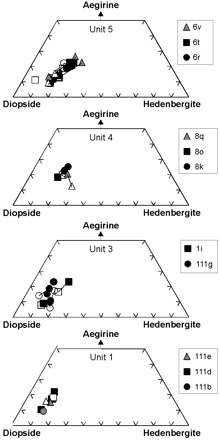 Aegirine
Unit 5
6v
6t
6r
Diopside Hedenbergite
Aegirine
Unit 4
8q
8o
8k
Diopside Hedenbergite
Aegirine
Unit 3
1i
111g
Diopside Hedenbergite
Aegirine
Unit 1
111e
111d
111b
Diopside Hedenbergite